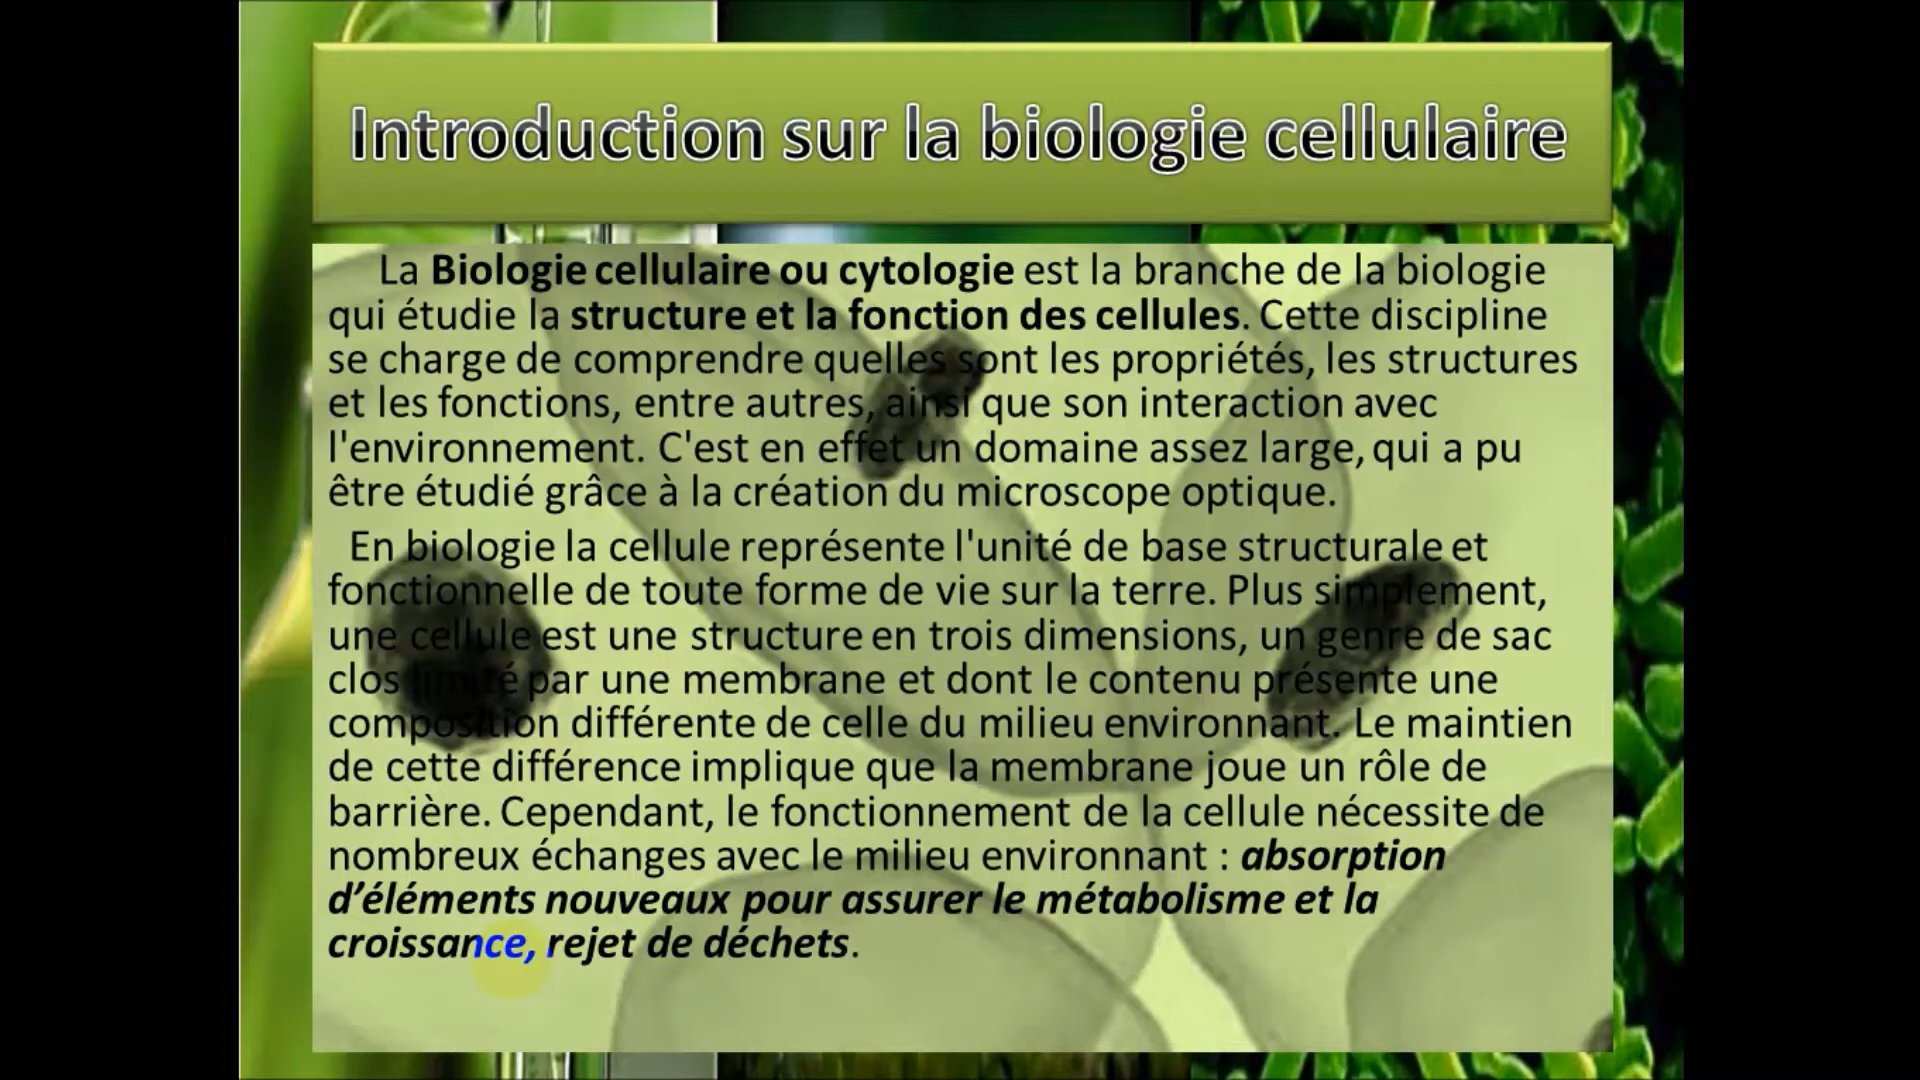 Introduction sur la biologie cellulaire
La Biologie cellulaire ou cytologie est la branche de la biologie
qui étudie la structure et la fonction des cellules. Cette discipline
se charge de comprendre quelles sont les propriétés, les structures
et les fonctions, entre autres, ainsi que son interaction avec
l'environnement. C'est en effet un domaine assez large, qui a pu
être étudié grâce à la création du microscope optique.
En biologie la cellule représente l'unité de base structurale et
fonctionnelle de toute forme de vie sur la terre. Plus simplement,
une cellule est une structure en trois dimensions, un genre de sac
clos limité par une membrane et dont le contenu présente une
composition différente de celle du milieu environnant. Le maintien
de cette différence implique que la membrane joue un rôle de
barrière. Cependant, le fonctionnement de la cellule nécessite de
nombreux échanges avec le milieu environnant : absorption
d’éléments nouveaux pour assurer le métabolisme et la
croissance, rejet de déchets.